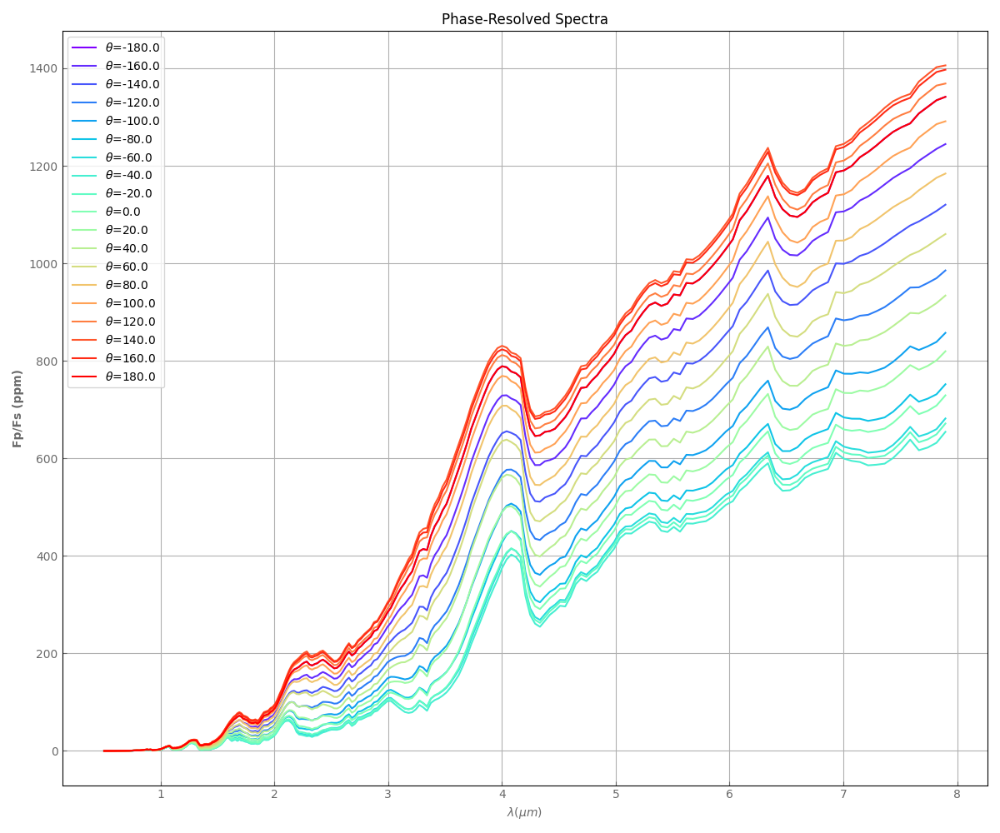 Phase-Resolved Spectra
θ=-180.0
θ=-160.0
θ=-140.0
θ=-120.0
θ=-100.0
θ=-80.0
θ=-60.0
θ=-40.0
θ=-20.0
θ=0.0
θ=20.0
θ=40.0
θ=60.0
θ=80.0
θ=100.0
θ=120.0
θ=140.0
θ=160.0
θ=180.0
1400
1200
1000
800
600
400
200
0
Fp/Fs (ppm)
1 2 3 4 5 6 7 8
λ(μm)